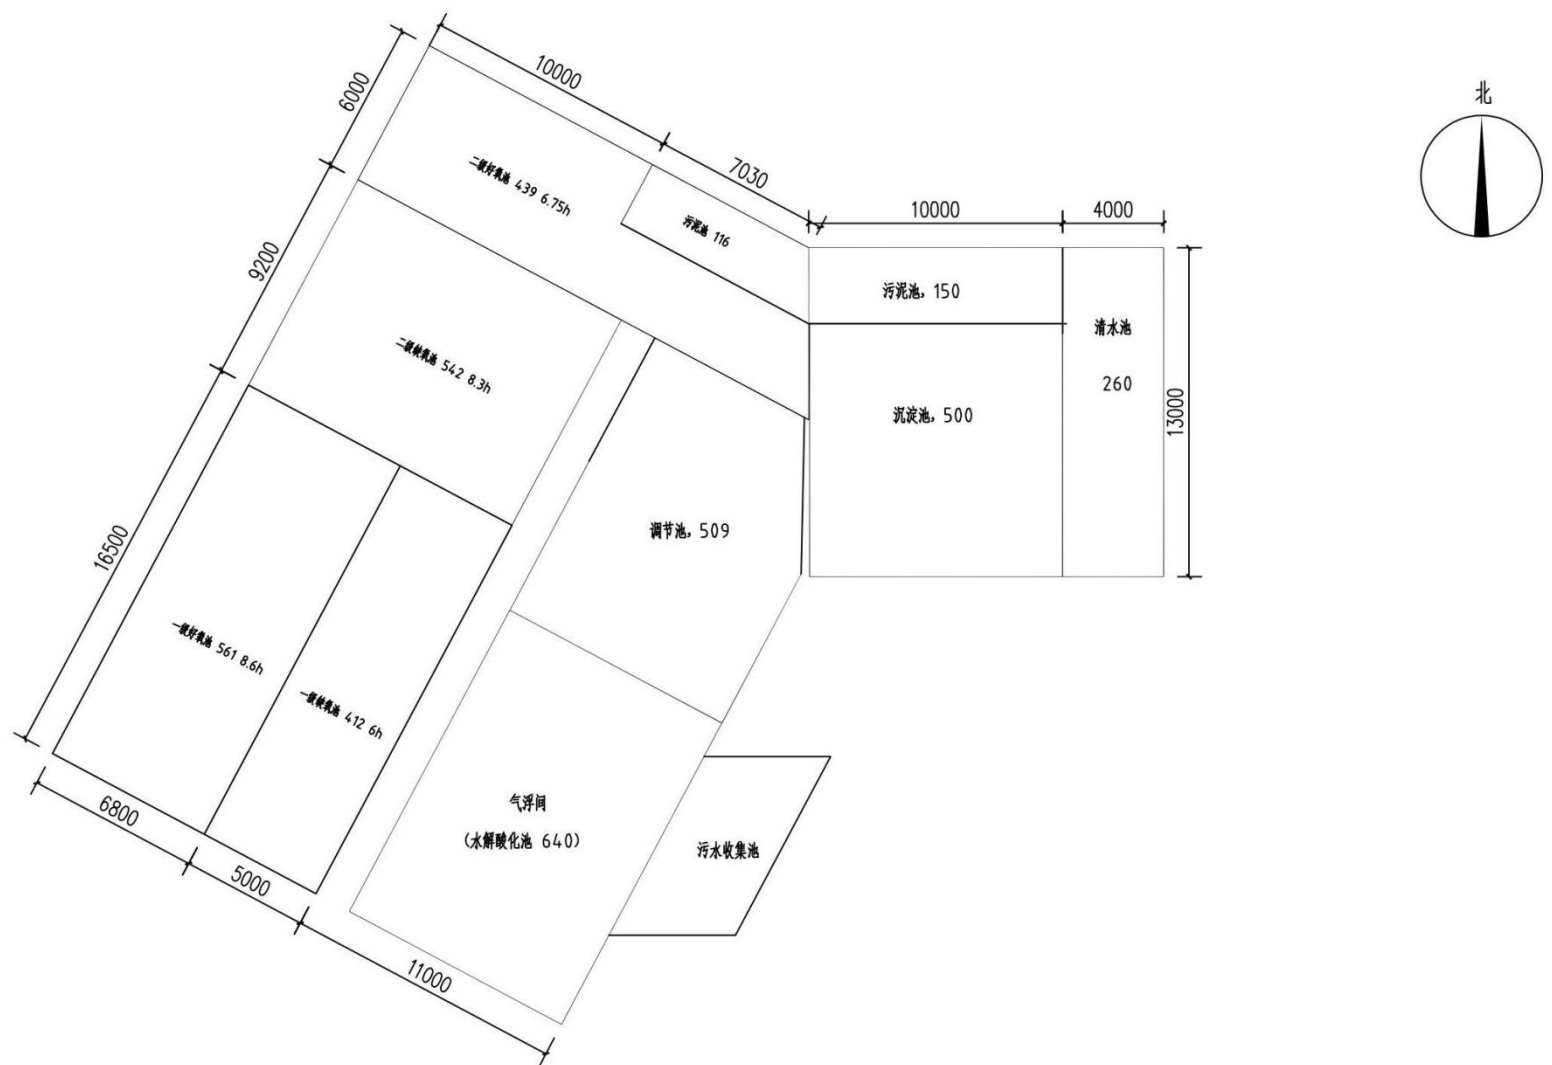 北
10000
6000
7030
10000
4000
二级好氧池 439 6.75h
污泥池 116
9200
污泥池，150
清水池
260
二级缺氧池 542 8.3h
沉淀池，500
13000
调节池，509
16500
一级好氧池 561 8.6h
一级缺氧池 412 6h
气浮间
（水解酸化池 640）
污水收集池
6800
5000
11000